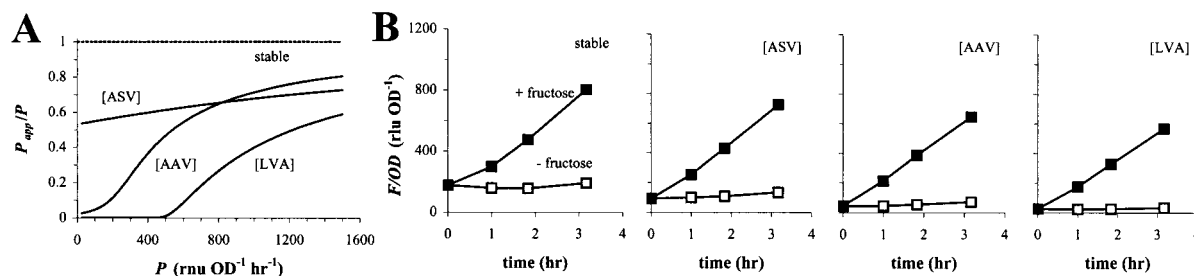 A
1
0.8
0.6
0.4
0.2
0
P_app/P
stable
[ASV]
[AAV]
[LVA]
0 400 800 1200 1600
P (rnu OD⁻¹ hr⁻¹)
B
1200
800
400
0
F/OD (rlu OD⁻¹)
stable
+ fructose
- fructose
0 1 2 3 4
time (hr)
[ASV]
0 1 2 3 4
time (hr)
[AAV]
0 1 2 3 4
time (hr)
[LVA]
0 1 2 3 4
time (hr)